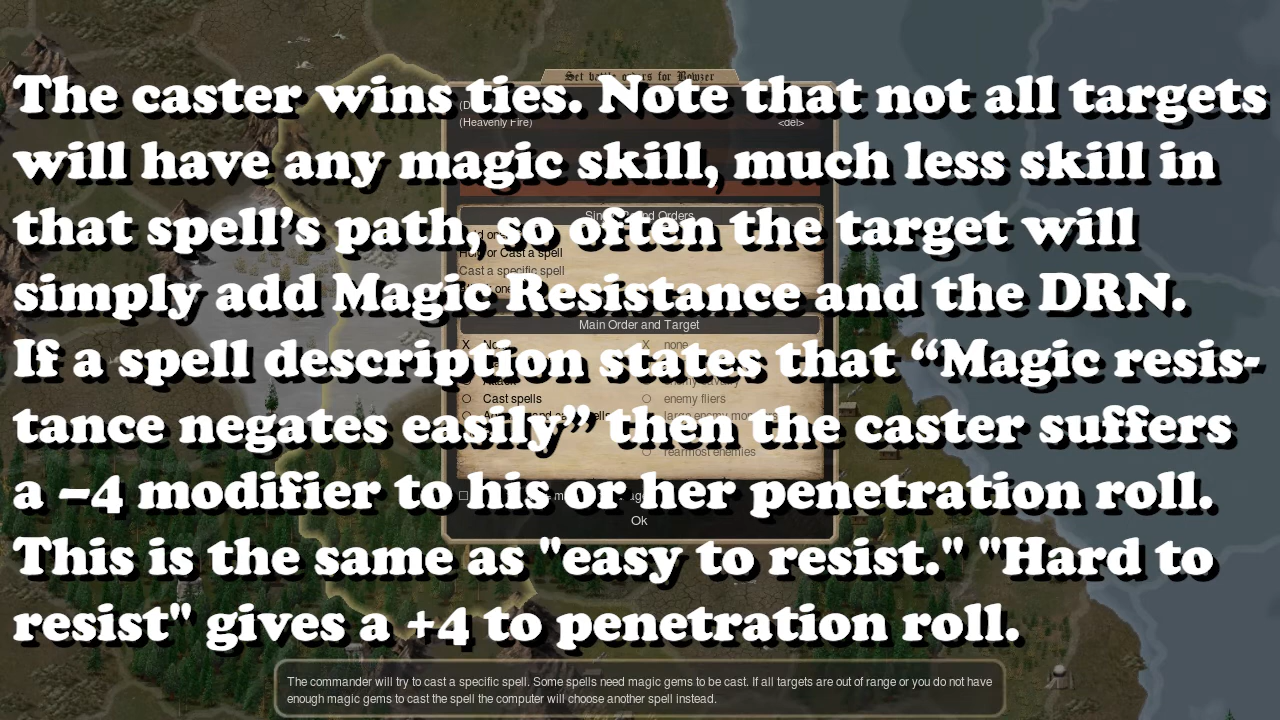 Set battle orders for Bowzer
The caster wins ties. Note that not all targets
(Heavenly Fire) <del>
will have any magic skill, much less skill in
that spell’s path, so often the target will
or Cast a spell
Cast a specific spell
simply add Magic Resistance and the DRN.
Main Order and Target
X X none
If a spell description states that “Magic resis-
Attack
Cast spells enemy fliers
tance negates easily” then the caster suffers
rearmost enemies
a –4 modifier to his or her penetration roll.
Ok
This is the same as "easy to resist." "Hard to
resist" gives a +4 to penetration roll.
The commander will try to cast a specific spell. Some spells need magic gems to be cast. If all targets are out of range or you do not have
enough magic gems to cast the spell the computer will choose another spell instead.